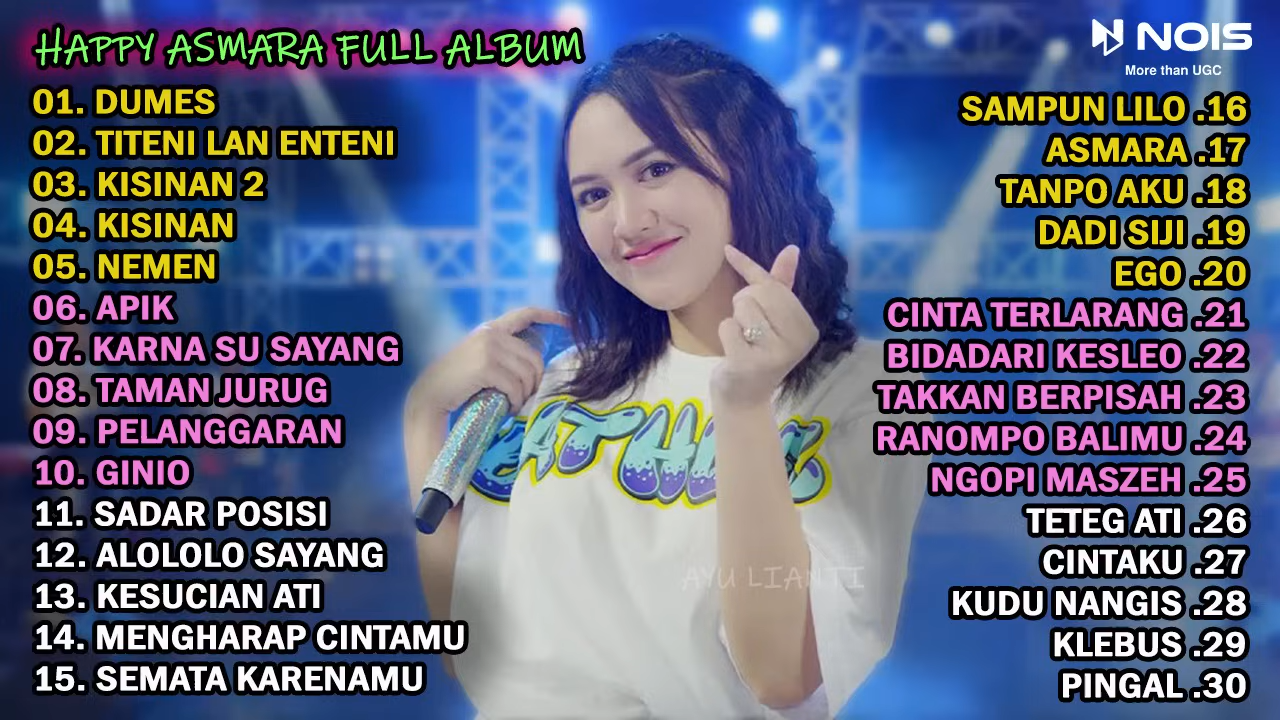 HAPPY ASMARA FULL ALBUM
01. DUMES
02. TITENI LAN ENTENI
03. KISINAN 2
04. KISINAN
05. NEMEN
06. APIK
07. KARNA SU SAYANG
08. TAMAN JURUG
09. PELANGGARAN
10. GINIO
11. SADAR POSISI
12. ALOLOLO SAYANG
13. KESUCIAN ATI
14. MENGHARAP CINTAMU
15. SEMATA KARENAMU
NOIS
More than UGC
SAMPUN LILO .16
ASMARA .17
TANPO AKU .18
DADI SIJI .19
EGO .20
CINTA TERLARANG .21
BIDADARI KESLEO .22
TAKKAN BERPISAH .23
RANOMPO BALIMU .24
NGOPI MASZEH .25
TETEG ATI .26
CINTAKU .27
KUDU NANGIS .28
KLEBUS .29
PINGAL .30
AYU LIANTI